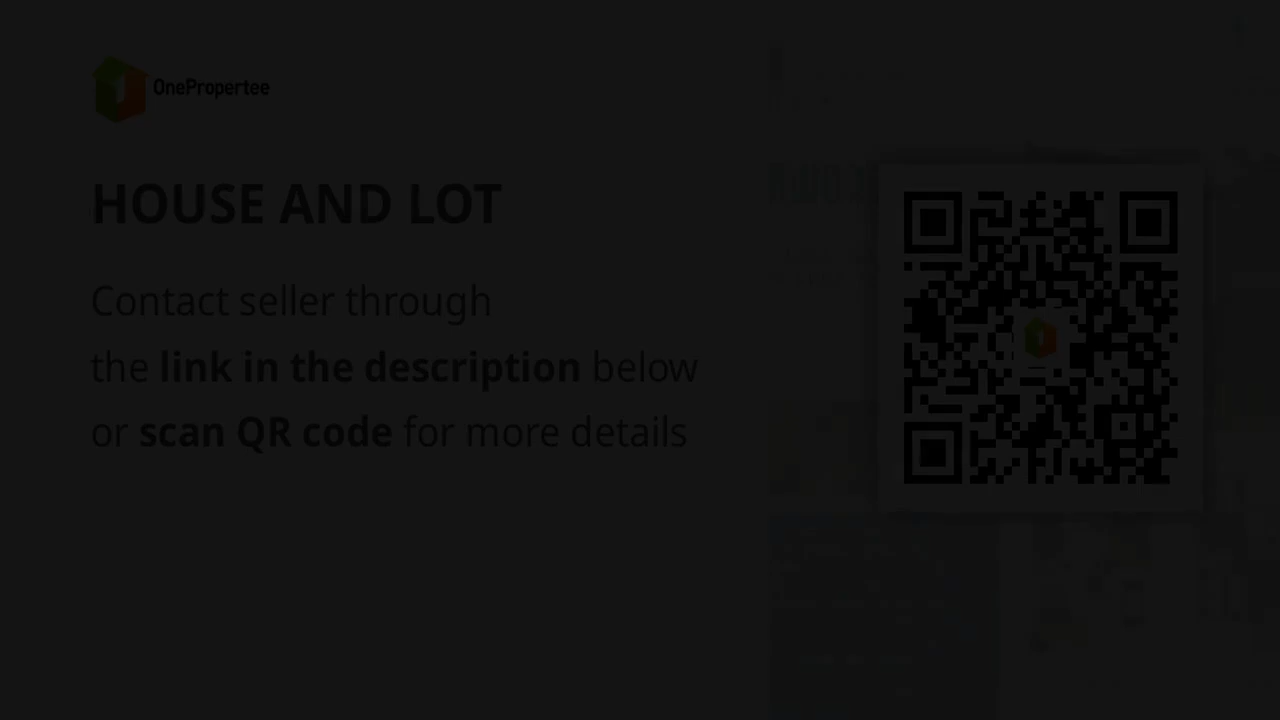 OnePropertee
HOUSE AND LOT
Contact seller through
the link in the description below
or scan QR code for more details